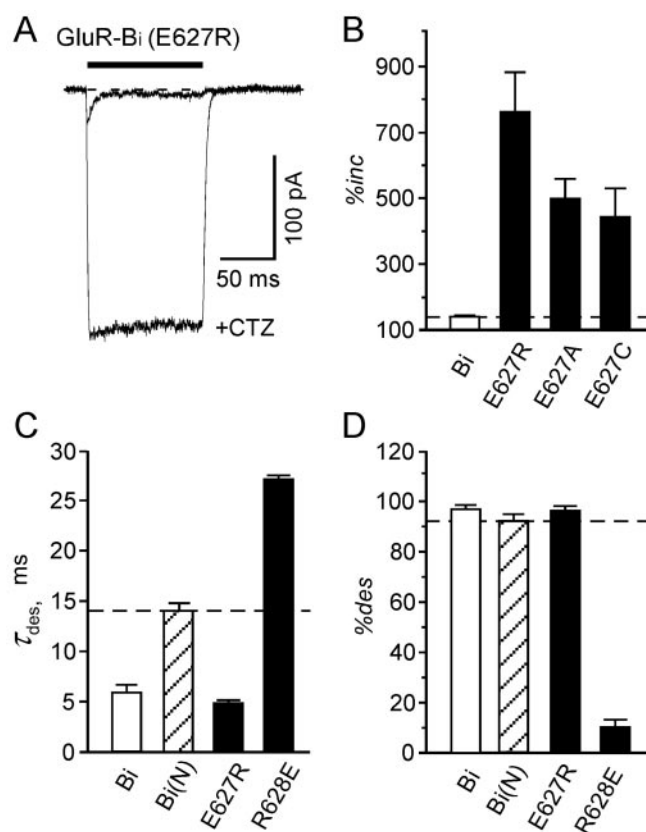 A
GluR-Bi (E627R)
100 pA
50 ms
+CTZ
B
900
700
500
300
100
%inc
Bi
E627R
E627A
E627C
C
30
25
20
15
10
5
0
τdes, ms
Bi
Bi(N)
E627R
R628E
D
120
100
80
60
40
20
0
%des
Bi
Bi(N)
E627R
R628E